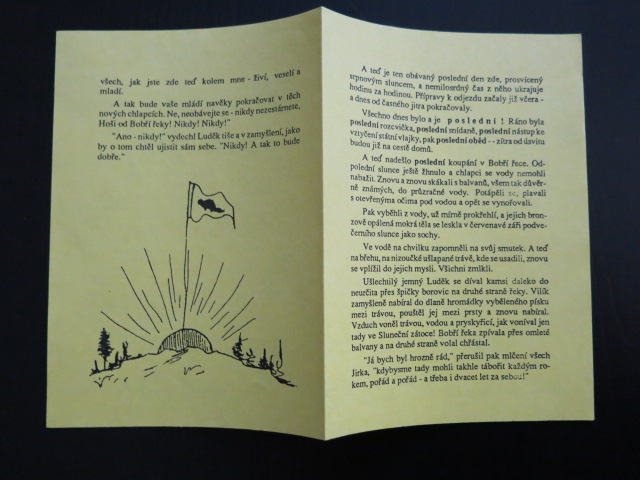 všech, jak jste zde teď kolem mne - živí, veselí a
mladí.
A tak bude vaše mládí navěky pokračovat v těch
nových chlapcích. Ne, neobávejte se - nikdy nezestárnete,
Hoši od Bobří řeky! Nikdy! Nikdy!"
"Ano - nikdy!" vydechl Luděk tiše a v zamyšlení, jako
by o tom chtěl ujistit sám sebe. "Nikdy! A tak to bude
dobře."
A teď je ten obávaný poslední den zde, prosvícený
srpnovým sluncem, a nemilosrdný čas z něho ukrajuje
hodinu za hodinou. Přípravy k odjezdu začaly již včera -
a dnes od časného jitra pokračovaly.
Všechno dnes bylo a je poslední! Ráno byla
poslední rozcvička, poslední snídaně, poslední nástup ke
vztyčení státní vlajky, pak poslední oběd -- zítra od úsvitu
budou již na cestě domů.
A teď nadešlo poslední koupání v Bobří řece. Od-
polední slunce ještě žhnulo a chlapci se vody nemohli
nabažit. Znovu a znovu skákali s balvanů, všem tak důvěr-
ně známých, do průzračné vody. Potápěli se, plavali
s otevřenýma očima pod vodou a opět se vynořovali.
Pak vyběhli z vody, už mírně prokřehlí, a jejich bron-
zově opálená mokrá těla se leskla v červenavé záři podve-
černího slunce jako sochy.
Ve vodě na chvilku zapomněli na svůj smutek. A teď
na břehu, na nizoučké ušlapané trávě, kde se usadili, znovu
se vplížil do jejich mysli. Všichni zmlkli.
Ušlechtilý jemný Luděk se díval kamsi daleko do
neurčita přes špičky borovic na druhé straně řeky. Vilík
zamyšleně nabíral do dlaně hromádky vyběleného písku
mezi trávou, pouštěl jej mezi prsty a znovu nabíral.
Vzduch voněl trávou, vodou a pryskyřicí, jak voníval jen
tady ve Sluneční zátoce! Bobří řeka zpívala přes omleté
balvany a na druhé straně volal chřástal.
"Já bych byl hrozně rád," přerušil pak mlčení všech
Jirka, "kdybysme tady mohli takhle tábořit každým ro-
kem, pořád a pořád - a třeba i dvacet let za sebou!"